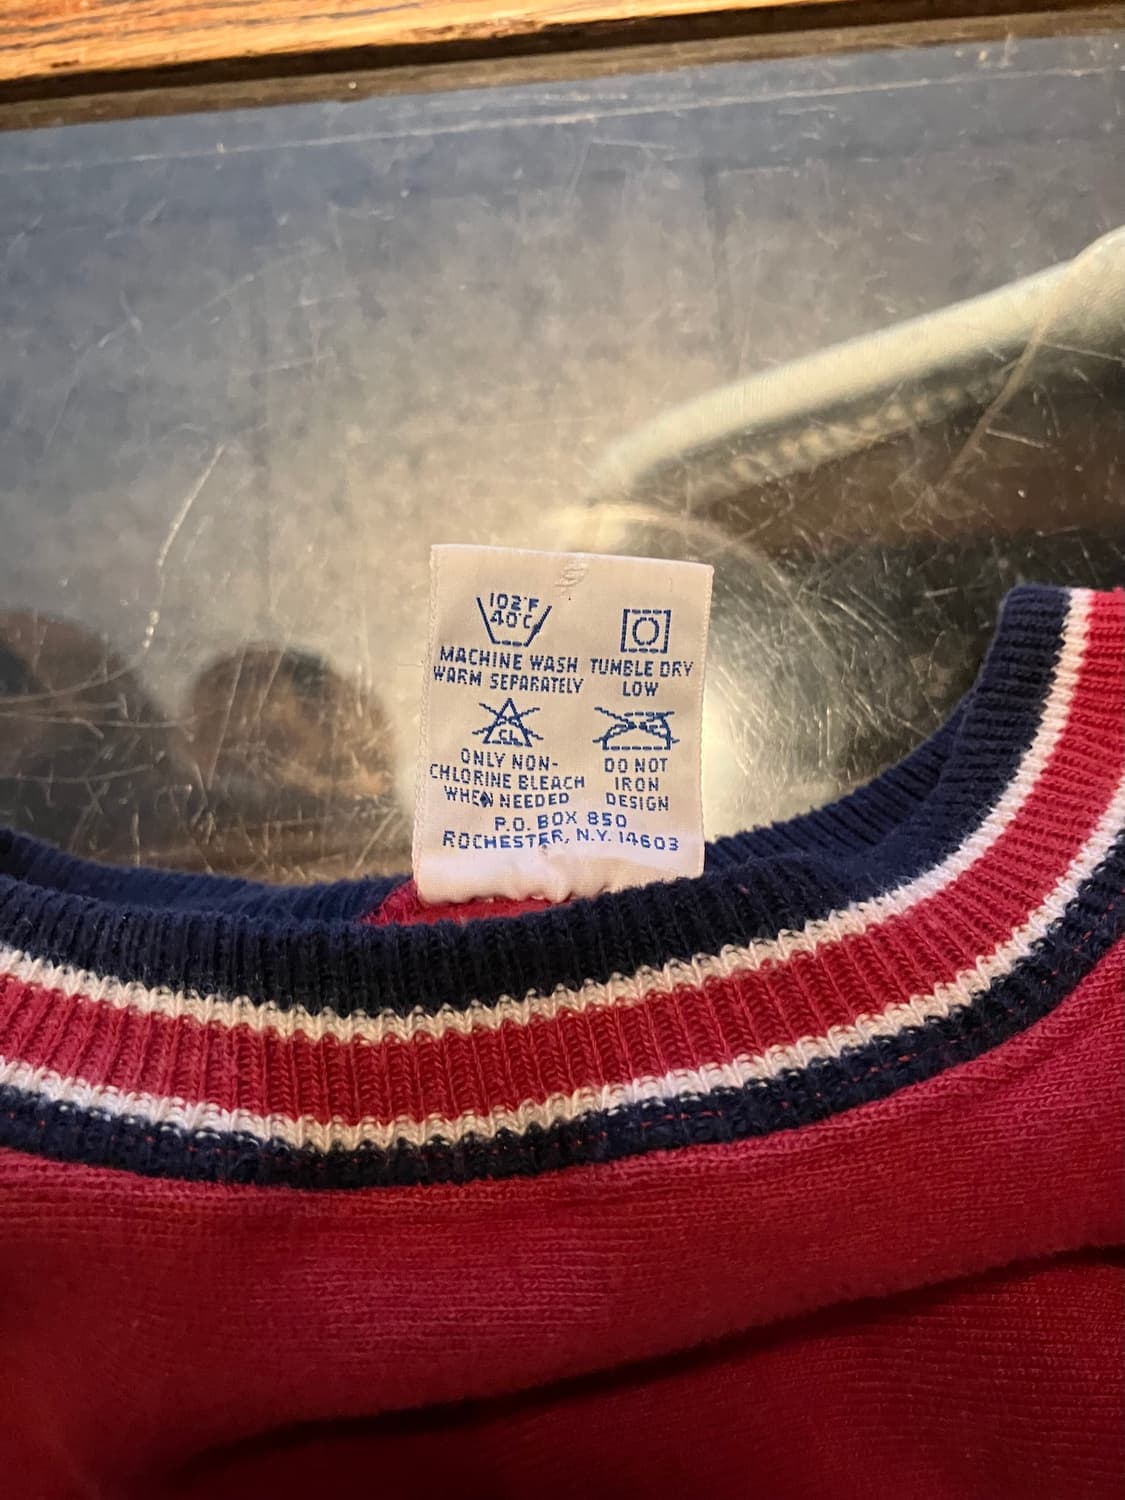 102°F
40°C
MACHINE WASH
WARM SEPARATELY
TUMBLE DRY
LOW
CL
ONLY NON-
CHLORINE BLEACH
WHEN NEEDED
DO NOT
IRON
DESIGN
P.O. BOX 850
ROCHESTER, N.Y. 14603